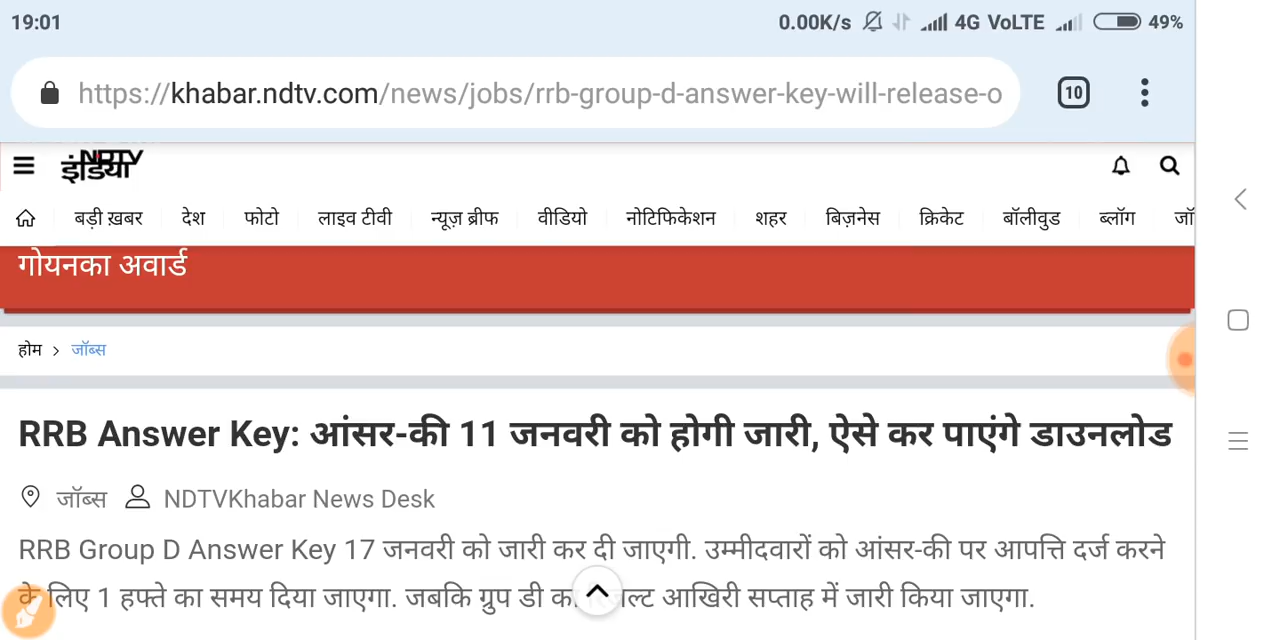 19:01 0.00K/s 4G VoLTE 49%
https://khabar.ndtv.com/news/jobs/rrb-group-d-answer-key-will-release-o 10
NDTV
इंडिया
बड़ी ख़बर देश फोटो लाइव टीवी न्यूज़ ब्रीफ वीडियो नोटिफिकेशन शहर बिज़नेस क्रिकेट बॉलीवुड ब्लॉग जॉ
गोयनका अवार्ड
होम > जॉब्स
RRB Answer Key: आंसर-की 11 जनवरी को होगी जारी, ऐसे कर पाएंगे डाउनलोड
जॉब्स NDTVKhabar News Desk
RRB Group D Answer Key 17 जनवरी को जारी कर दी जाएगी. उम्मीदवारों को आंसर-की पर आपत्ति दर्ज करने
के लिए 1 हफ्ते का समय दिया जाएगा. जबकि ग्रुप डी का आखिरी सप्ताह में जारी किया जाएगा.